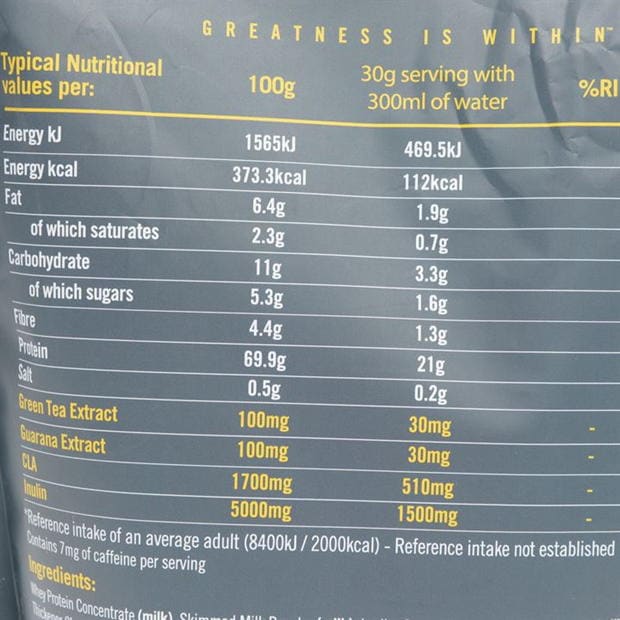 GREATNESS IS WITHIN™
Typical Nutritional values per: 100g 30g serving with 300ml of water %RI
Energy kJ 1565kJ 469.5kJ
Energy kcal 373.3kcal 112kcal
Fat 6.4g 1.9g
of which saturates 2.3g 0.7g
Carbohydrate 11g 3.3g
of which sugars 5.3g 1.6g
Fibre 4.4g 1.3g
Protein 69.9g 21g
Salt 0.5g 0.2g
Green Tea Extract 100mg 30mg -
Guarana Extract 100mg 30mg -
CLA 1700mg 510mg -
Inulin 5000mg 1500mg -
*Reference intake of an average adult (8400kJ / 2000kcal) - Reference intake not established
Contains 7mg of caffeine per serving
Ingredients:
Whey Protein Concentrate (milk), Skimmed Milk
Thickener